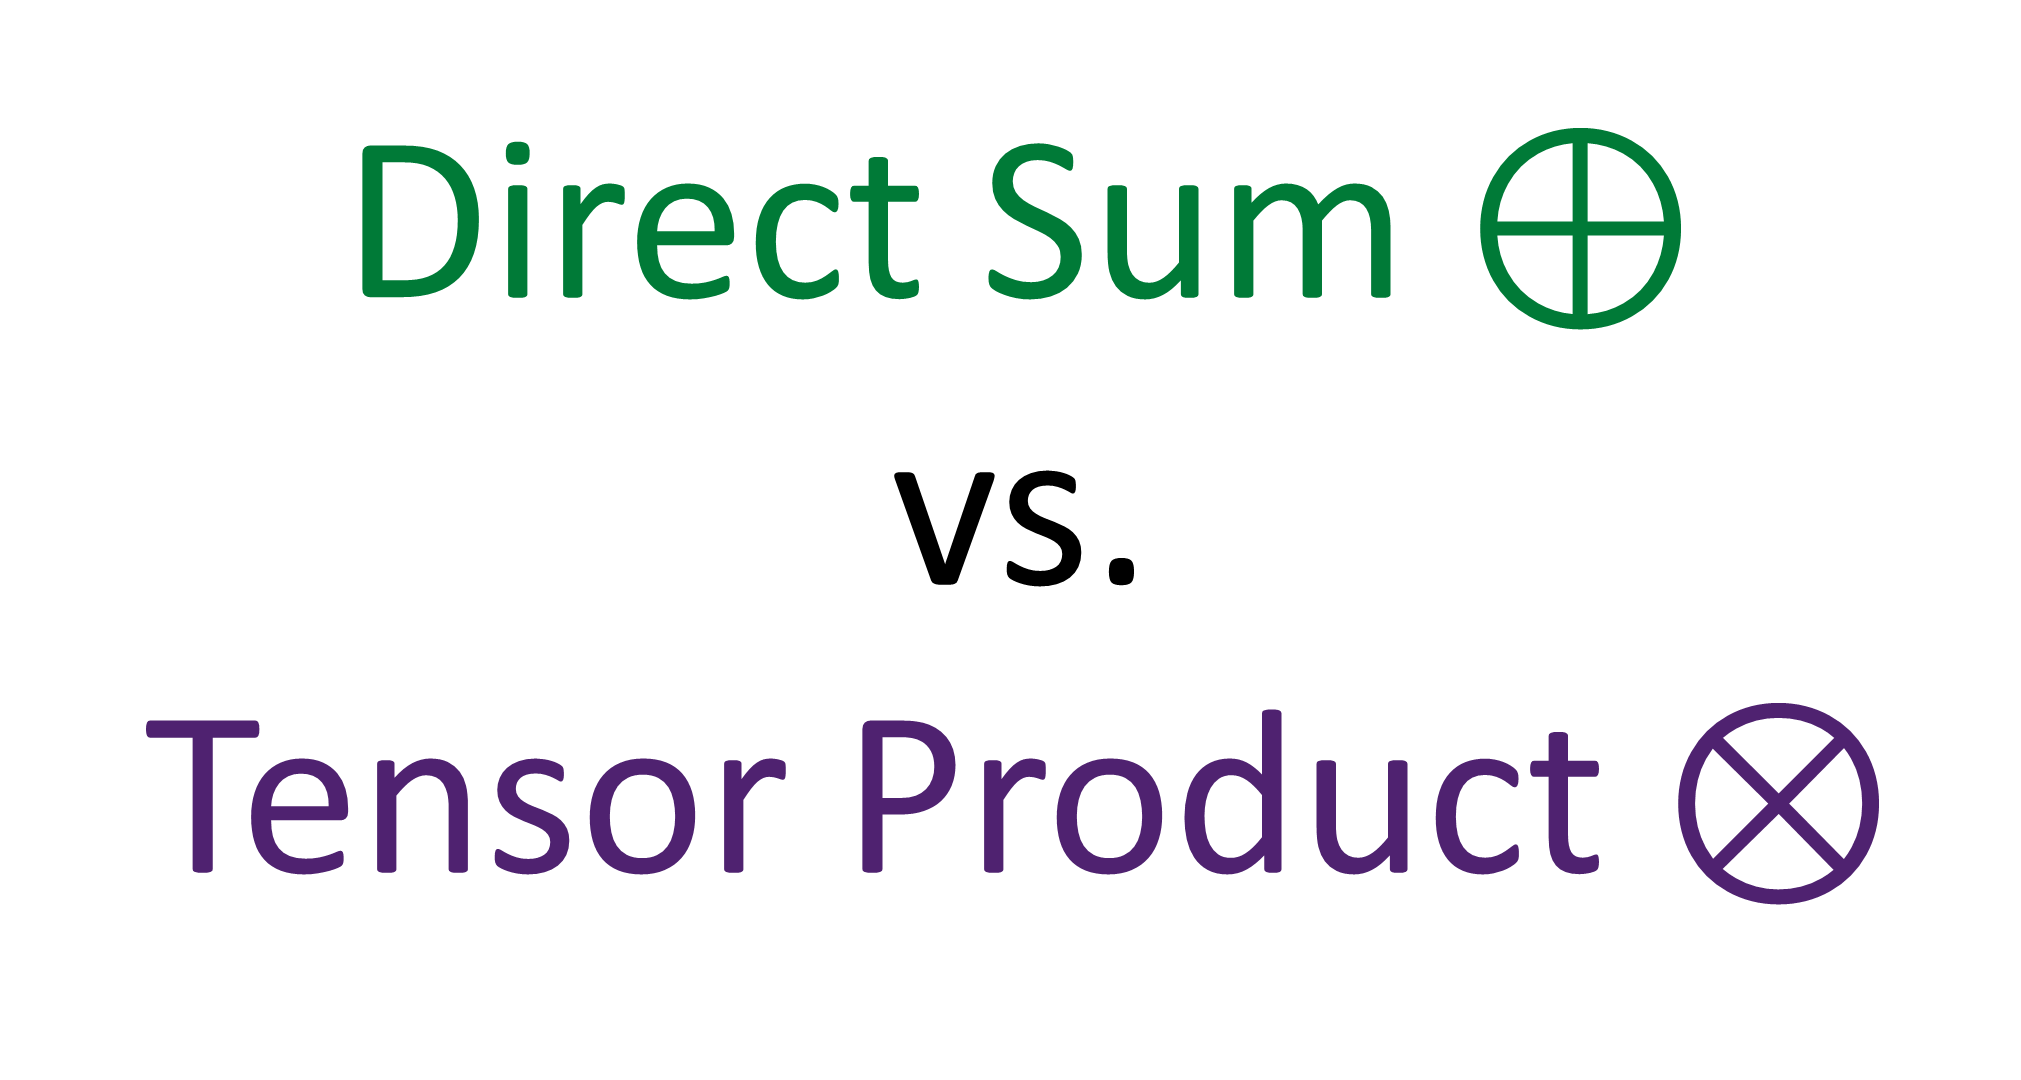 Direct Sum ⊕
vs.
Tensor Product ⊗